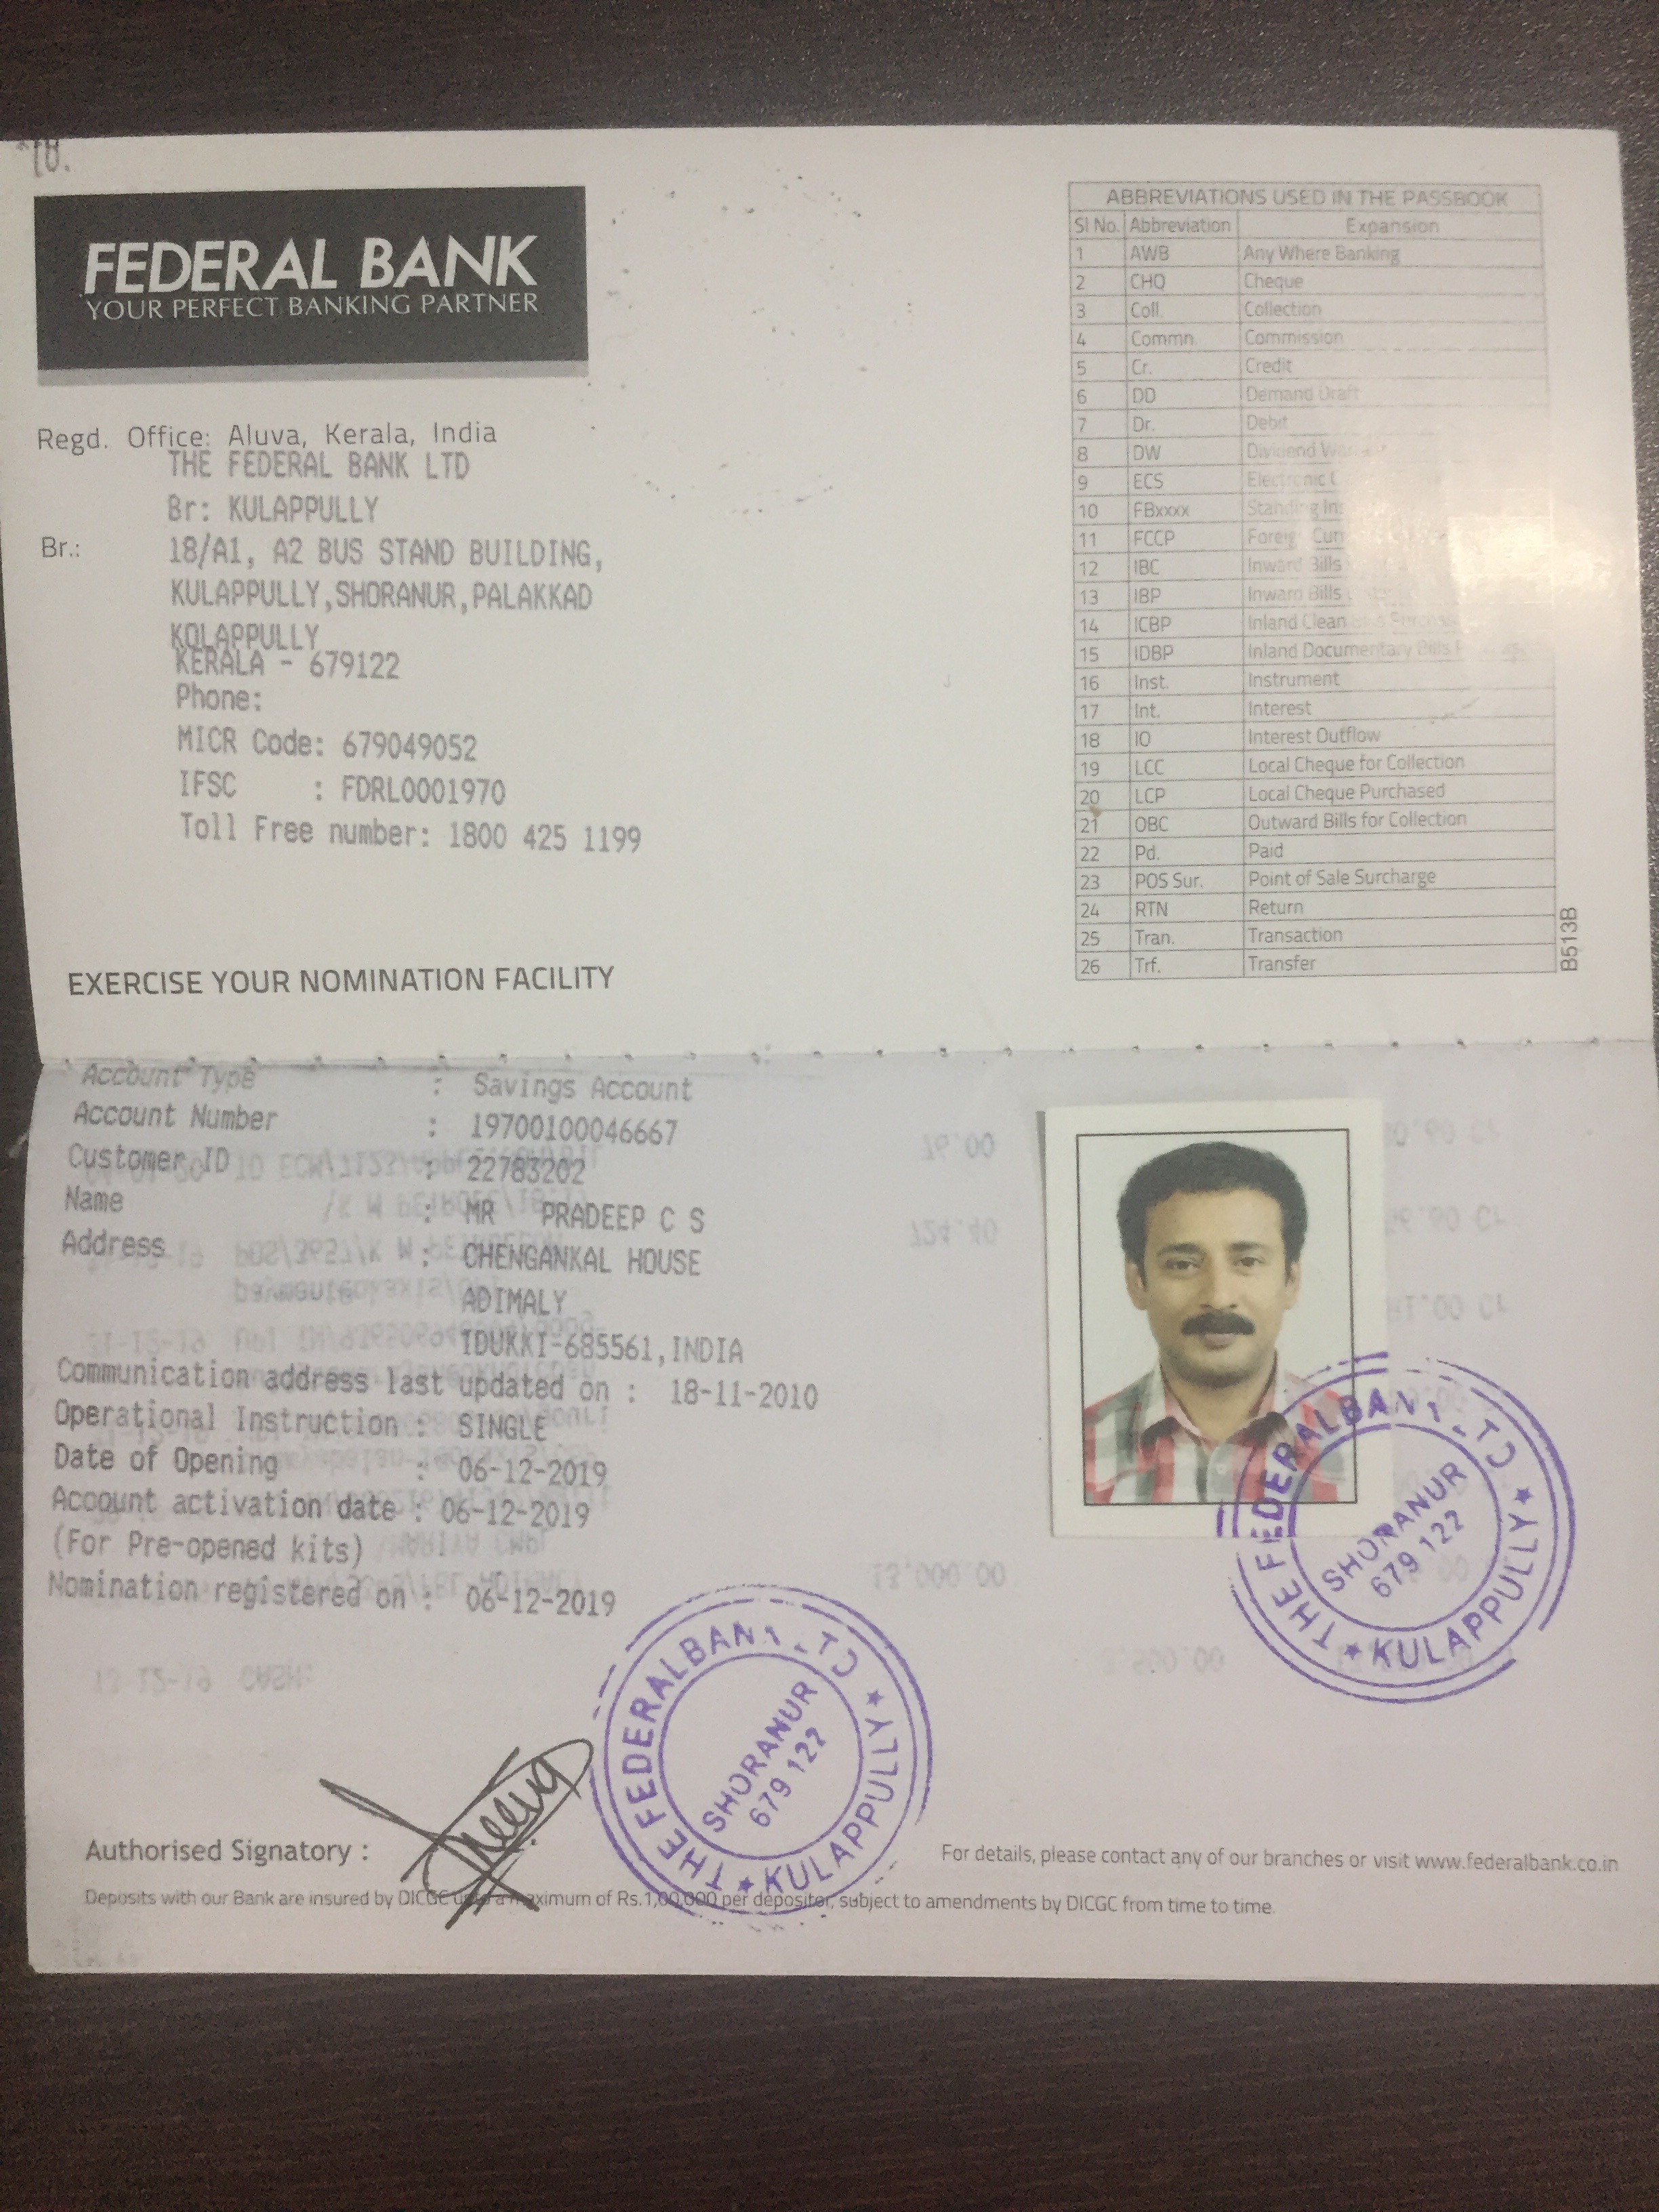 FEDERAL BANK
YOUR PERFECT BANKING PARTNER
Regd. Office: Aluva, Kerala, India
THE FEDERAL BANK LTD
Br: KULAPPULLY
Br.: 18/A1, A2 BUS STAND BUILDING,
KULAPPULLY,SHORANUR,PALAKKAD
KOLAPPULLY
KERALA - 679122
Phone:
MICR Code: 679049052
IFSC : FDRL0001970
Toll Free number: 1800 425 1199
EXERCISE YOUR NOMINATION FACILITY
ABBREVIATIONS USED IN THE PASSBOOK
Sl No. Abbreviation Expansion
1 AWB Any Where Banking
2 CHQ Cheque
3 Coll. Collection
4 Commn. Commission
5 Cr. Credit
6 DD Demand Draft
7 Dr. Debit
8 DW Dividend
9 ECS Electronic
10 FBxxxx Standing
11 FCCP Foreign
12 IBC Inward Bills
13 IBP Inward Bills
14 ICBP Inland Clean
15 IDBP Inland Documentary Bills
16 Inst. Instrument
17 Int. Interest
18 IO Interest Outflow
19 LCC Local Cheque for Collection
20 LCP Local Cheque Purchased
21 OBC Outward Bills for Collection
22 Pd. Paid
23 POS Sur. Point of Sale Surcharge
24 RTN Return
25 Tran. Transaction
26 Trf. Transfer
B513B
Account Type : Savings Account
Account Number : 19700100046667
Customer ID : 22783202
Name : MR PRADEEP C S
Address : CHENGANKAL HOUSE
ADIMALY
IDUKKI-685561,INDIA
Communication address last updated on : 18-11-2010
Operational Instruction : SINGLE
Date of Opening : 06-12-2019
Account activation date : 06-12-2019
(For Pre-opened kits)
Nomination registered on : 06-12-2019
THE FEDERAL BANK LTD
★ KULAPPULLY ★
SHORANUR
679 122
THE FEDERAL BANK LTD
★ KULAPPULLY ★
SHORANUR
679 122
Authorised Signatory :
For details, please contact any of our branches or visit www.federalbank.co.in
Deposits with our Bank are insured by DICGC upto a maximum of Rs.1,00,000 per depositor, subject to amendments by DICGC from time to time